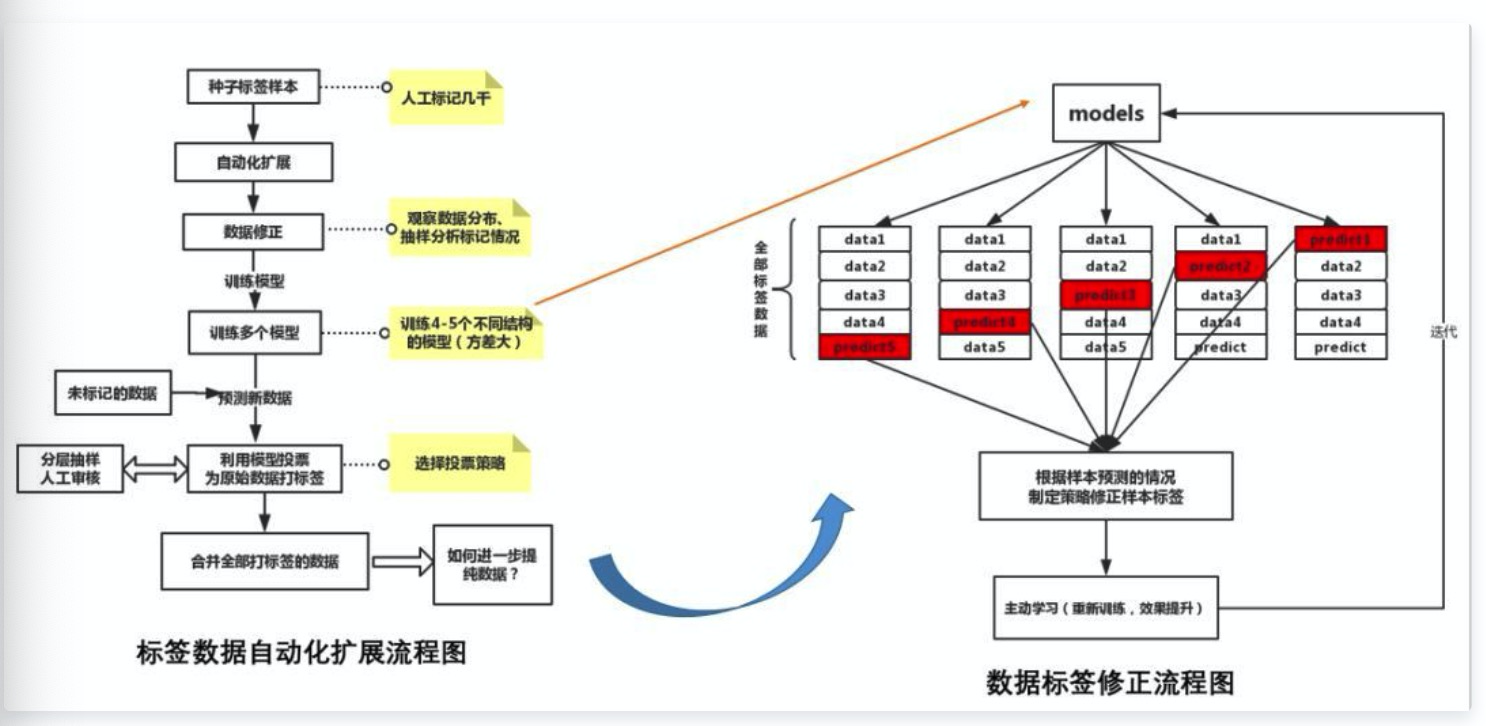 种子标签样本
人工标记几千
自动化扩展
数据修正
观察数据分布、
抽样分析标记情况
训练模型
训练多个模型
训练4-5个不同结构
的模型（方差大）
未标记的数据
预测新数据
分层抽样
人工审核
利用模型投票
为原始数据打标签
选择投票策略
合并全部打标签的数据
如何进一步提
纯数据？
标签数据自动化扩展流程图
models
全
部
标
签
数
据
data1
data2
data3
data4
predict5
data1
data2
data3
predict4
data5
data1
data2
predict3
data4
data5
data1
predict2
data3
data4
predict
predict1
data2
data3
data4
predict
迭代
根据样本预测的情况
制定策略修正样本标签
主动学习（重新训练，效果提升）
数据标签修正流程图